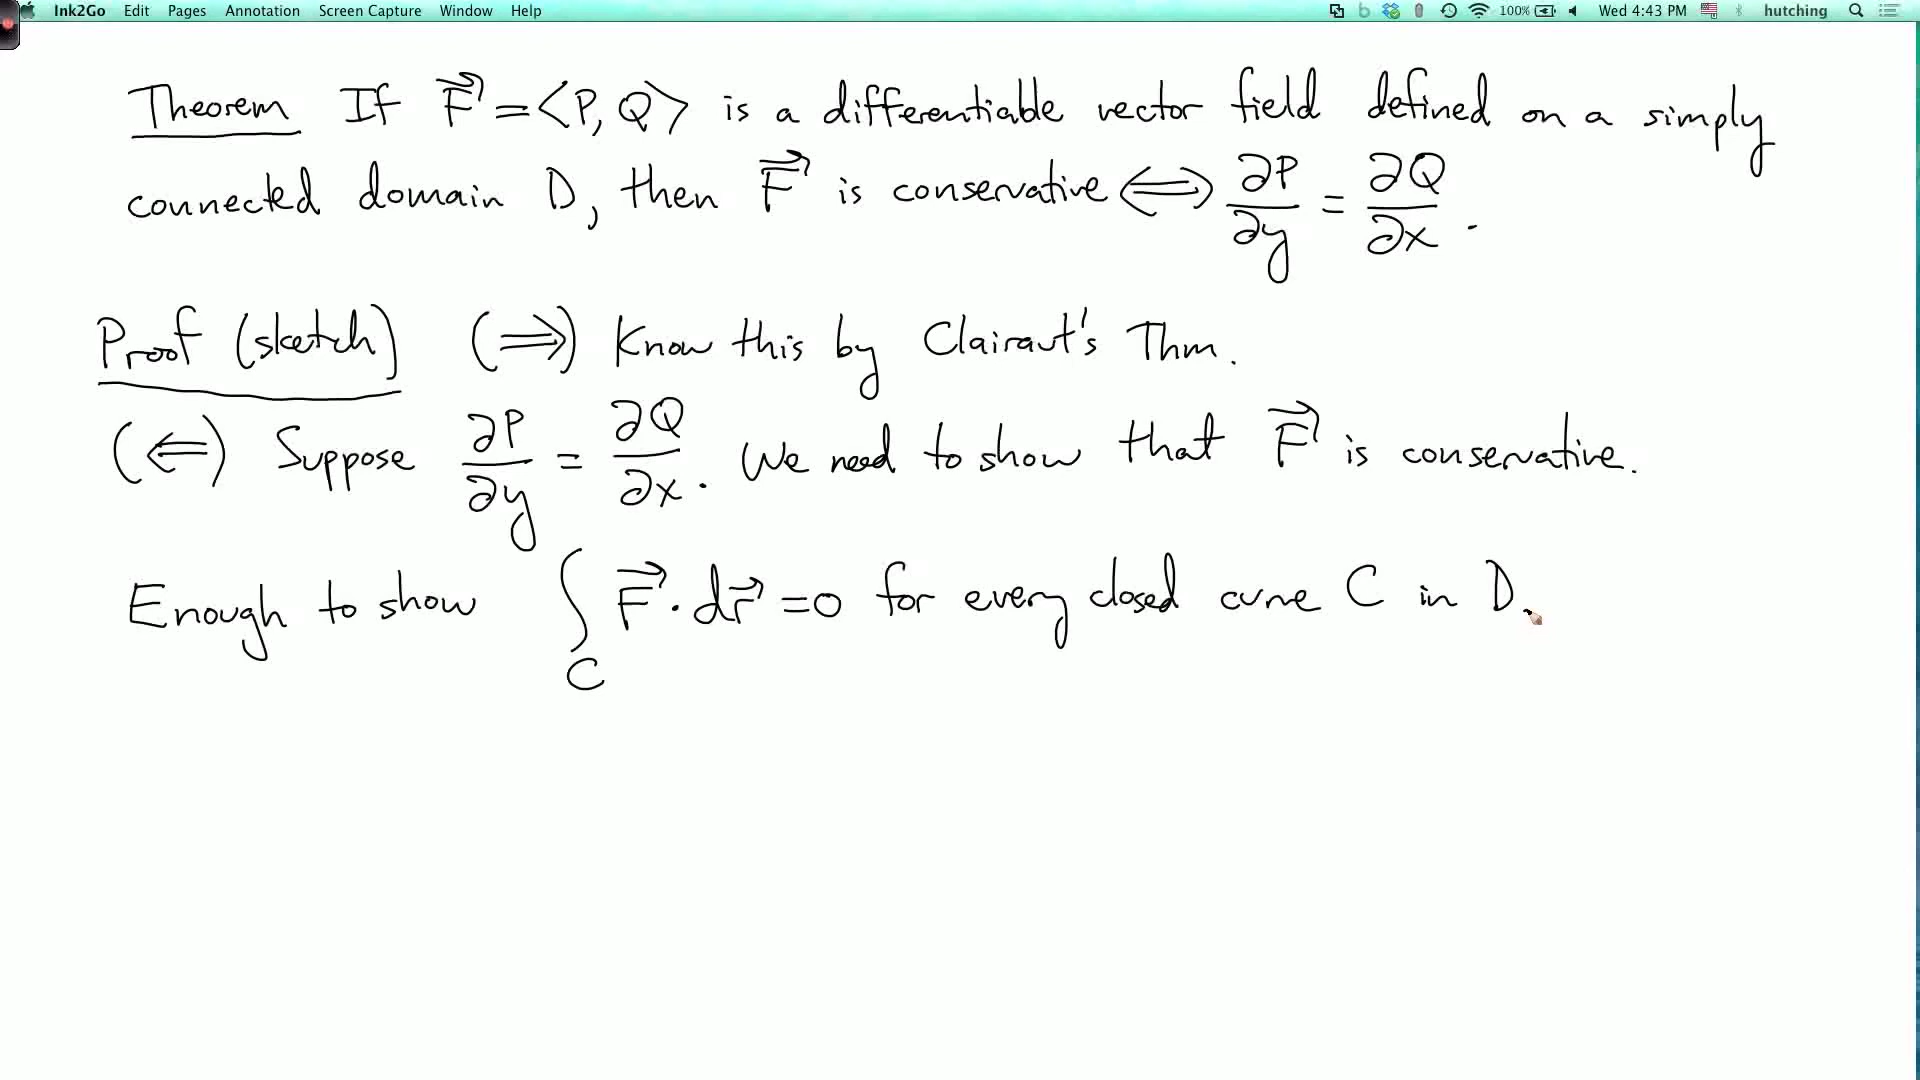 Ink2Go Edit Pages Annotation Screen Capture Window Help 100% Wed 4:43 PM hutching
Theorem If F⃗ = <P, Q> is a differentiable vector field defined on a simply
connected domain D, then F⃗ is conservative ⟺ ∂P/∂y = ∂Q/∂x.
Proof (sketch) (⟹) Know this by Clairaut's Thm.
(⟸) Suppose ∂P/∂y = ∂Q/∂x. We need to show that F⃗ is conservative.
Enough to show ∫_C F⃗ · dr⃗ = 0 for every closed curve C in D.